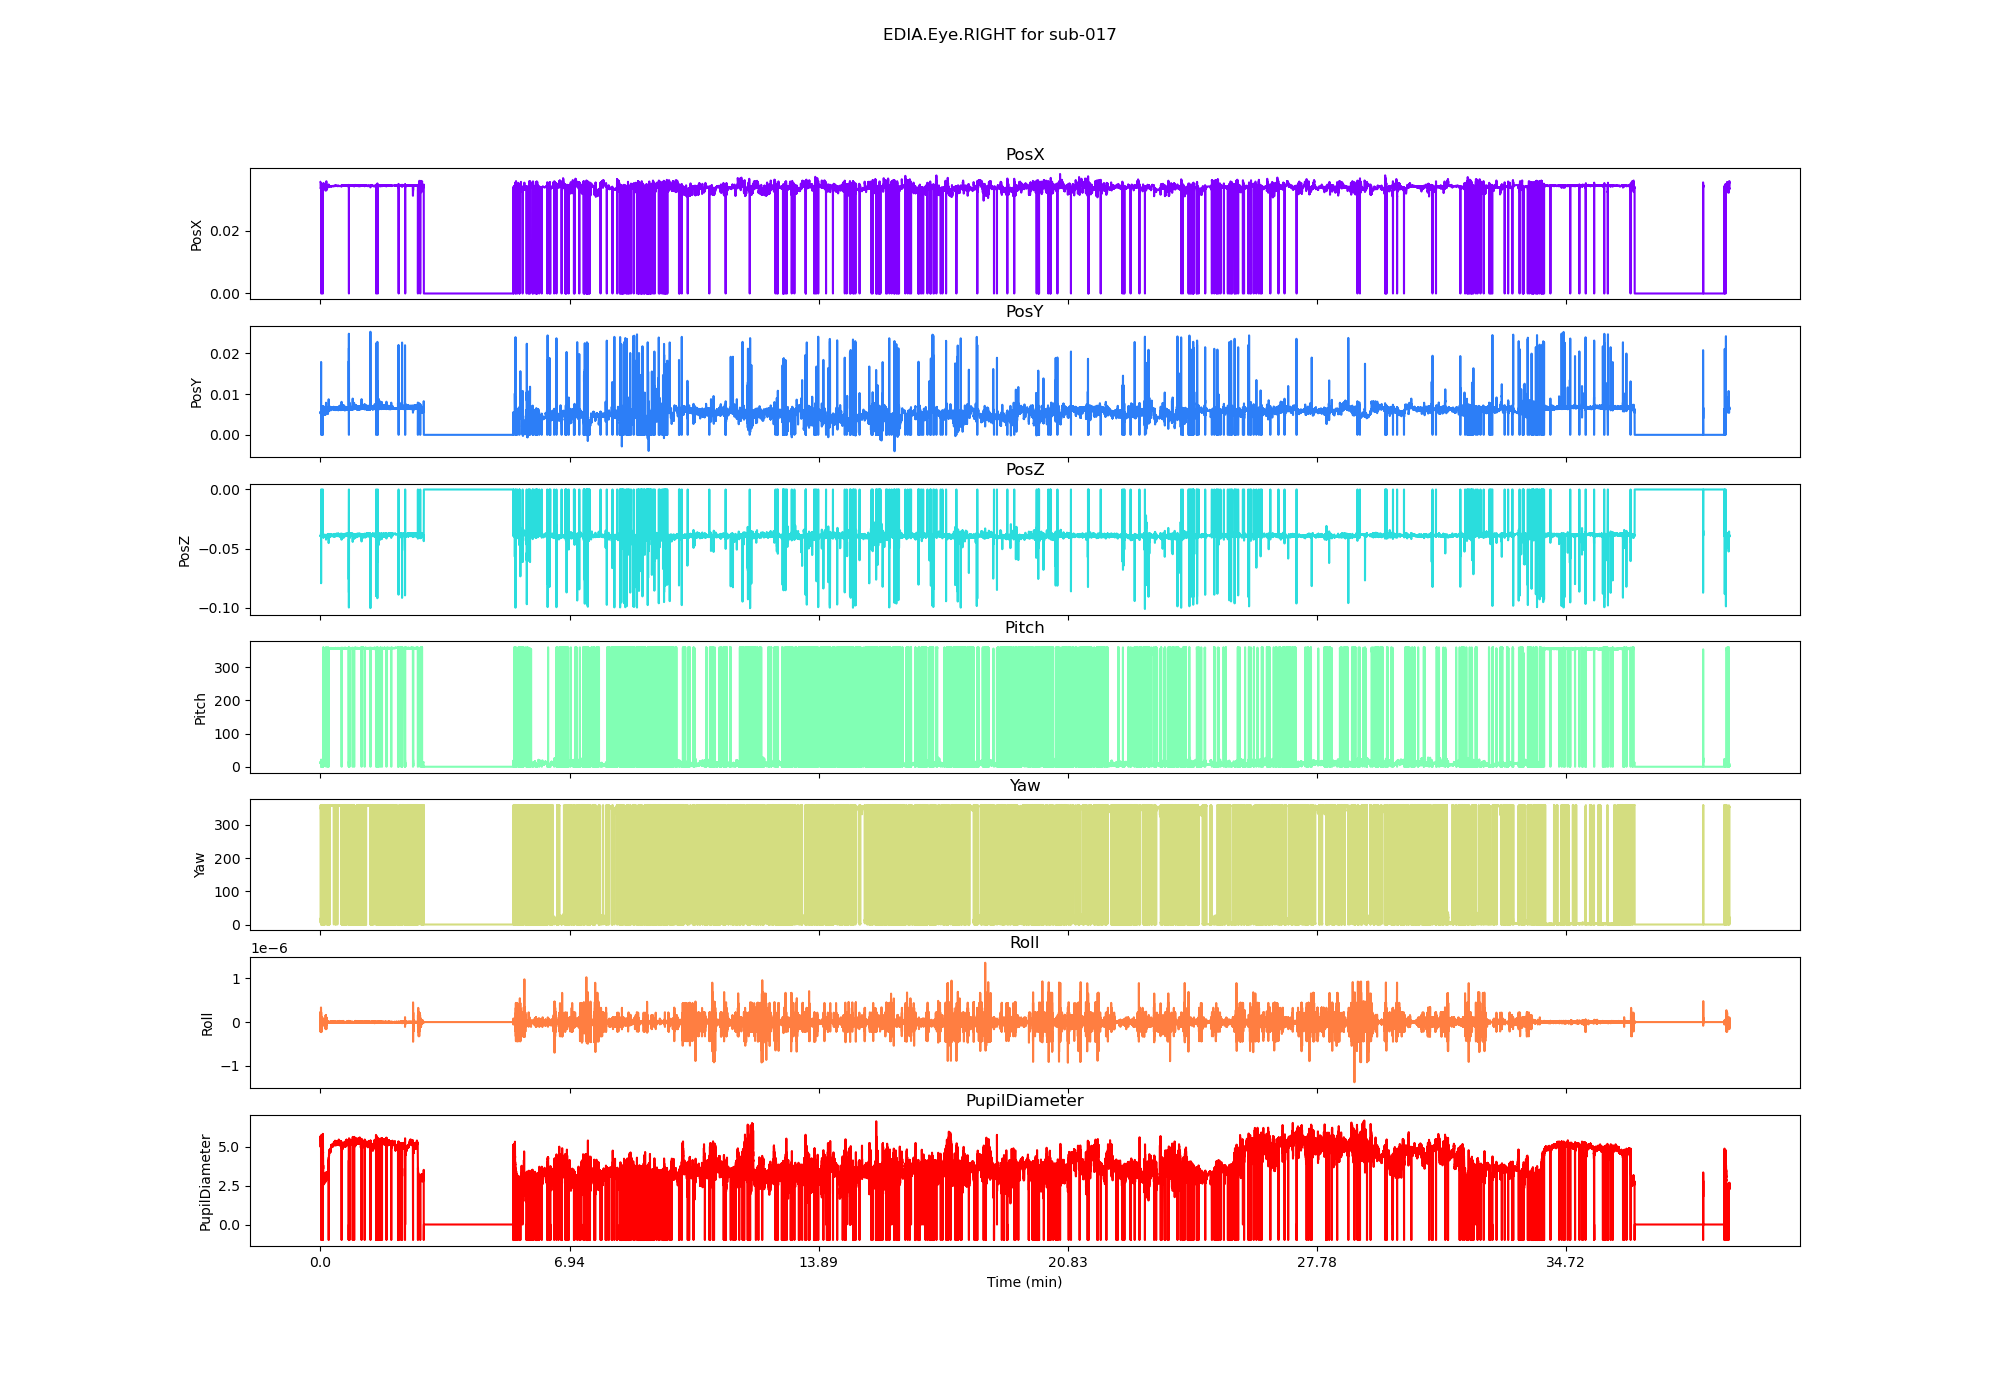 EDIA.Eye.RIGHT for sub-017
PosX
PosX
0.02
0.00
PosY
PosY
0.02
0.01
0.00
PosZ
PosZ
0.00
−0.05
−0.10
Pitch
Pitch
300
200
100
0
Yaw
Yaw
300
200
100
0
1e−6
Roll
Roll
1
0
−1
PupilDiameter
PupilDiameter
5.0
2.5
0.0
0.0 6.94 13.89 20.83 27.78 34.72
Time (min)